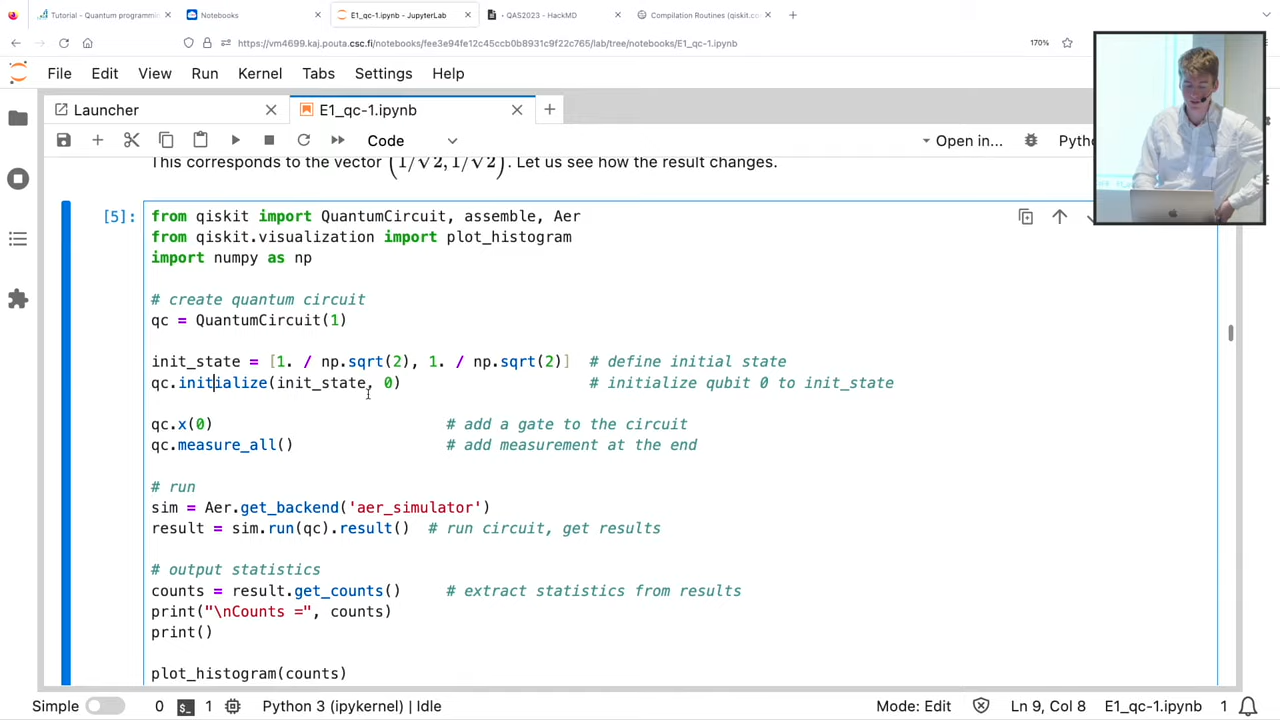 Tutorial - Quantum programmin
Notebooks
E1_qc-1.ipynb - JupyterLab
- QAS2023 - HackMD
Compilation Routines (qiskit.c
https://vm4699.kaj.pouta.csc.fi/notebooks/fee3e94fe12c45ccb0b8931c9f22c765/lab/tree/notebooks/E1_qc-1.ipynb
170%
File Edit View Run Kernel Tabs Settings Help
Launcher
E1_qc-1.ipynb
Code
Open in...
Pyth
This corresponds to the vector (1/√2, 1/√2). Let us see how the result changes.
[5]:
from qiskit import QuantumCircuit, assemble, Aer
from qiskit.visualization import plot_histogram
import numpy as np
# create quantum circuit
qc = QuantumCircuit(1)
init_state = [1. / np.sqrt(2), 1. / np.sqrt(2)] # define initial state
qc.initialize(init_state, 0) # initialize qubit 0 to init_state
qc.x(0) # add a gate to the circuit
qc.measure_all() # add measurement at the end
# run
sim = Aer.get_backend('aer_simulator')
result = sim.run(qc).result() # run circuit, get results
# output statistics
counts = result.get_counts() # extract statistics from results
print("\nCounts =", counts)
print()
plot_histogram(counts)
Simple 0 1 Python 3 (ipykernel) | Idle Mode: Edit Ln 9, Col 8 E1_qc-1.ipynb 1